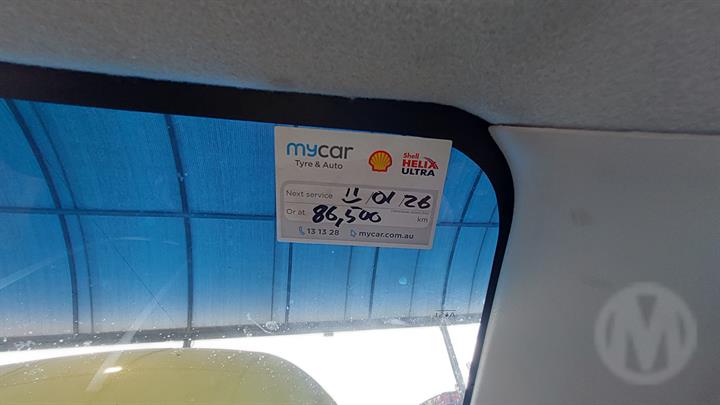 mycar
Tyre & Auto
Shell
HELIX
ULTRA
Next service 11/01/26
Or at 86,500 km
13 13 28 mycar.com.au
M